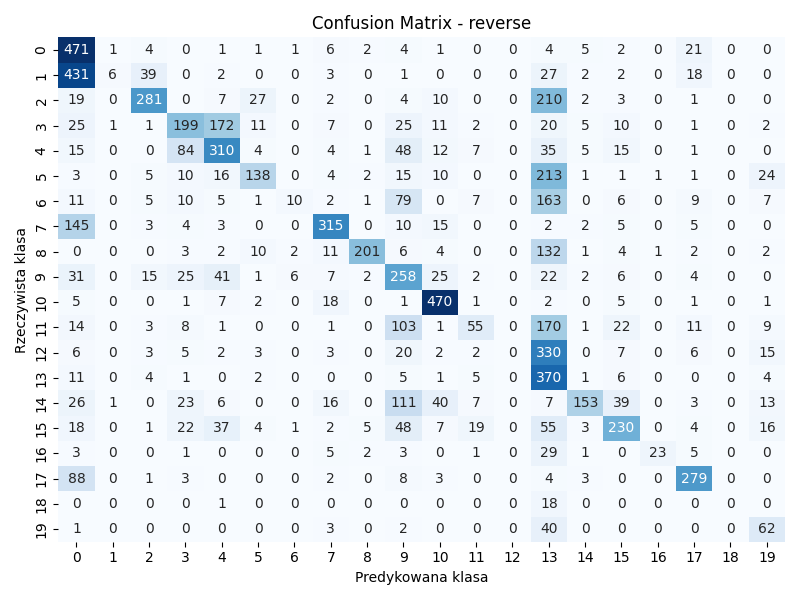 Confusion Matrix - reverse
Rzeczywista klasa
0 471 1 4 0 1 1 1 6 2 4 1 0 0 4 5 2 0 21 0 0
1 431 6 39 0 2 0 0 3 0 1 0 0 0 27 2 2 0 18 0 0
2 19 0 281 0 7 27 0 2 0 4 10 0 0 210 2 3 0 1 0 0
3 25 1 1 199 172 11 0 7 0 25 11 2 0 20 5 10 0 1 0 2
4 15 0 0 84 310 4 0 4 1 48 12 7 0 35 5 15 0 1 0 0
5 3 0 5 10 16 138 0 4 2 15 10 0 0 213 1 1 1 1 0 24
6 11 0 5 10 5 1 10 2 1 79 0 7 0 163 0 6 0 9 0 7
7 145 0 3 4 3 0 0 315 0 10 15 0 0 2 2 5 0 5 0 0
8 0 0 0 3 2 10 2 11 201 6 4 0 0 132 1 4 1 2 0 2
9 31 0 15 25 41 1 6 7 2 258 25 2 0 22 2 6 0 4 0 0
10 5 0 0 1 7 2 0 18 0 1 470 1 0 2 0 5 0 1 0 1
11 14 0 3 8 1 0 0 1 0 103 1 55 0 170 1 22 0 11 0 9
12 6 0 3 5 2 3 0 3 0 20 2 2 0 330 0 7 0 6 0 15
13 11 0 4 1 0 2 0 0 0 5 1 5 0 370 1 6 0 0 0 4
14 26 1 0 23 6 0 0 16 0 111 40 7 0 7 153 39 0 3 0 13
15 18 0 1 22 37 4 1 2 5 48 7 19 0 55 3 230 0 4 0 16
16 3 0 0 1 0 0 0 5 2 3 0 1 0 29 1 0 23 5 0 0
17 88 0 1 3 0 0 0 2 0 8 3 0 0 4 3 0 0 279 0 0
18 0 0 0 0 1 0 0 0 0 0 0 0 0 18 0 0 0 0 0 0
19 1 0 0 0 0 0 0 3 0 2 0 0 0 40 0 0 0 0 0 62
0 1 2 3 4 5 6 7 8 9 10 11 12 13 14 15 16 17 18 19
Predykowana klasa